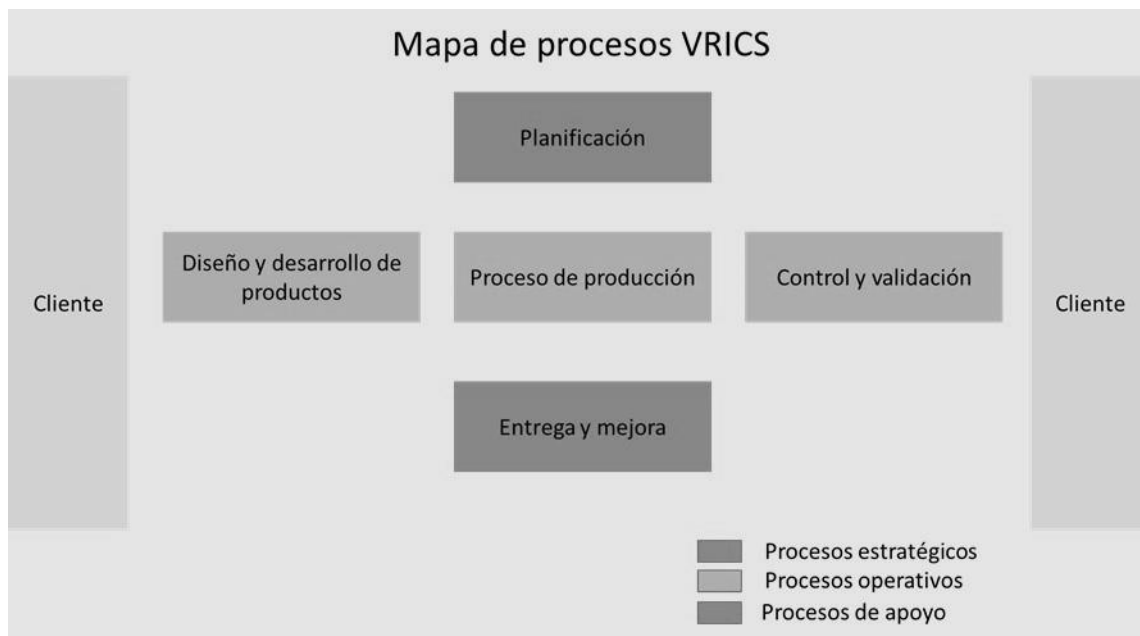 Mapa de procesos VRICS
Planificación
Diseño y desarrollo de
productos
Proceso de producción
Control y validación
Cliente
Cliente
Entrega y mejora
Procesos estratégicos
Procesos operativos
Procesos de apoyo